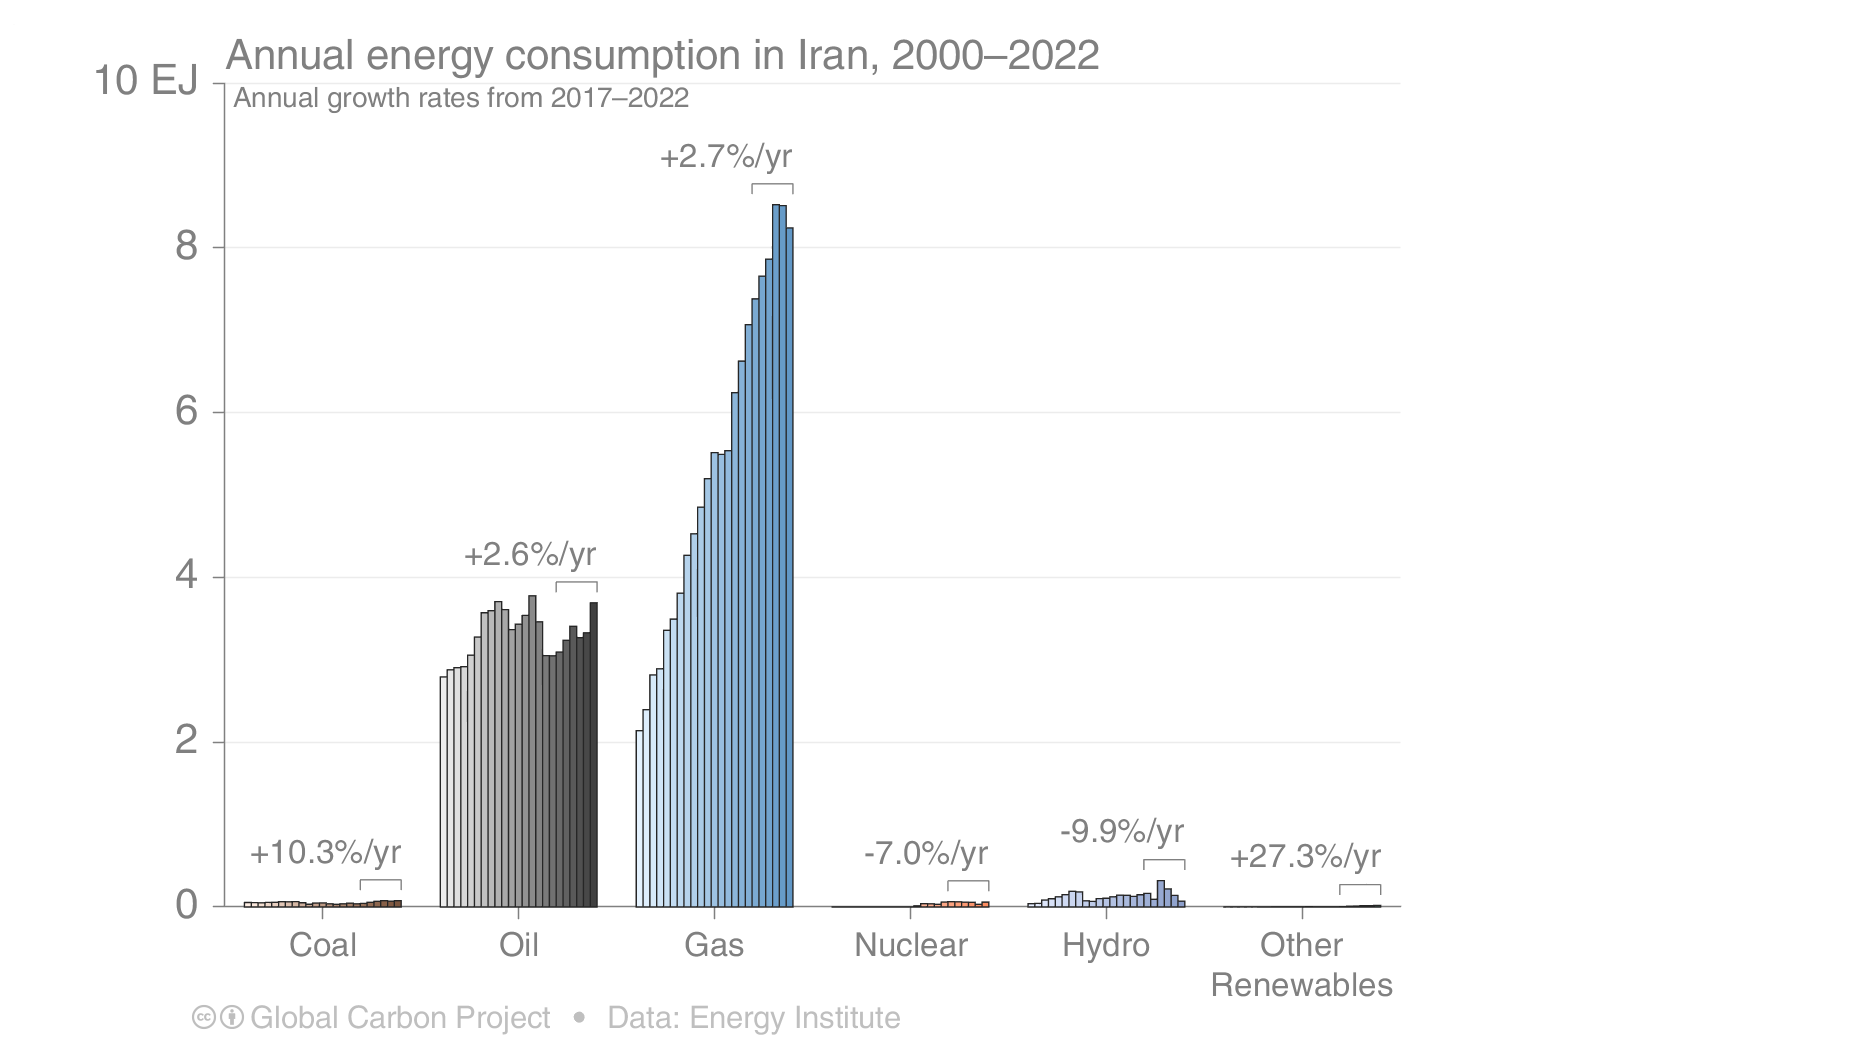 Annual energy consumption in Iran, 2000–2022
10 EJ
Annual growth rates from 2017–2022
+2.7%/yr
8
6
+2.6%/yr
4
2
+10.3%/yr
-7.0%/yr
-9.9%/yr
+27.3%/yr
0
Coal
Oil
Gas
Nuclear
Hydro
Other
Renewables
cc Global Carbon Project • Data: Energy Institute